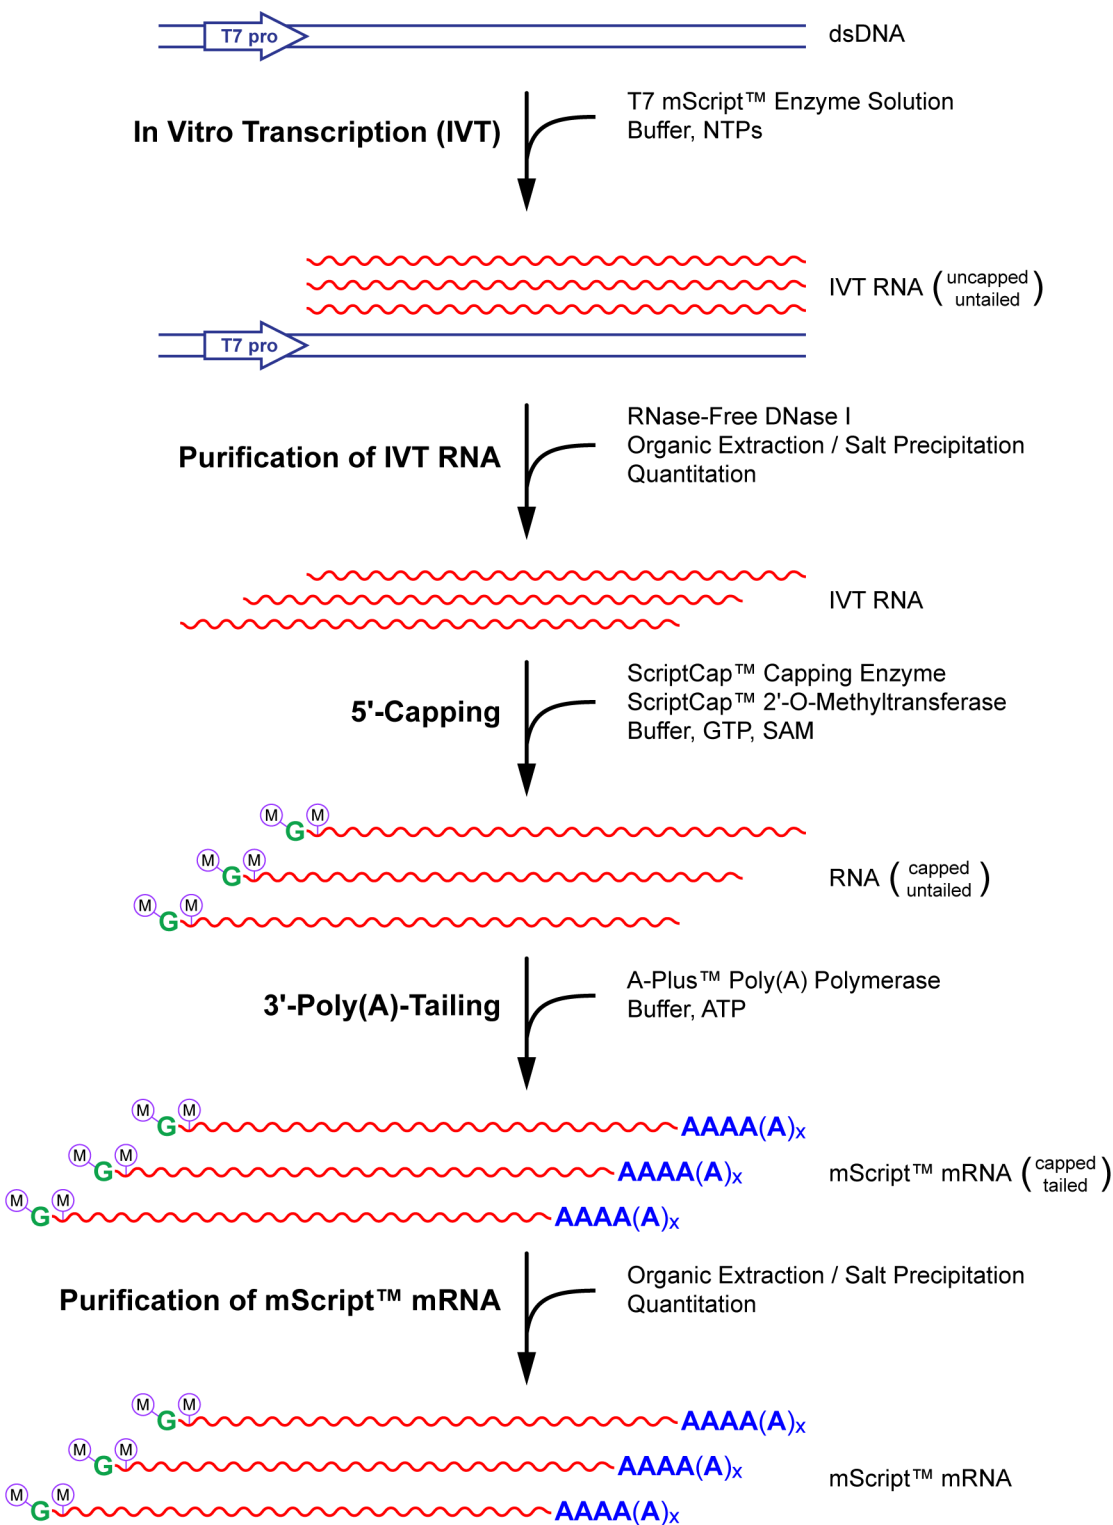 T7 pro
dsDNA
In Vitro Transcription (IVT)
T7 mScript™ Enzyme Solution
Buffer, NTPs
IVT RNA (uncapped
untailed)
T7 pro
Purification of IVT RNA
RNase-Free DNase I
Organic Extraction / Salt Precipitation
Quantitation
IVT RNA
5'-Capping
ScriptCap™ Capping Enzyme
ScriptCap™ 2'-O-Methyltransferase
Buffer, GTP, SAM
M G M
M G M
M G M
RNA (capped
untailed)
3'-Poly(A)-Tailing
A-Plus™ Poly(A) Polymerase
Buffer, ATP
M G M AAAA(A)x
M G M AAAA(A)x
M G M AAAA(A)x
mScript™ mRNA (capped
tailed)
Purification of mScript™ mRNA
Organic Extraction / Salt Precipitation
Quantitation
M G M AAAA(A)x
M G M AAAA(A)x
M G M AAAA(A)x
mScript™ mRNA